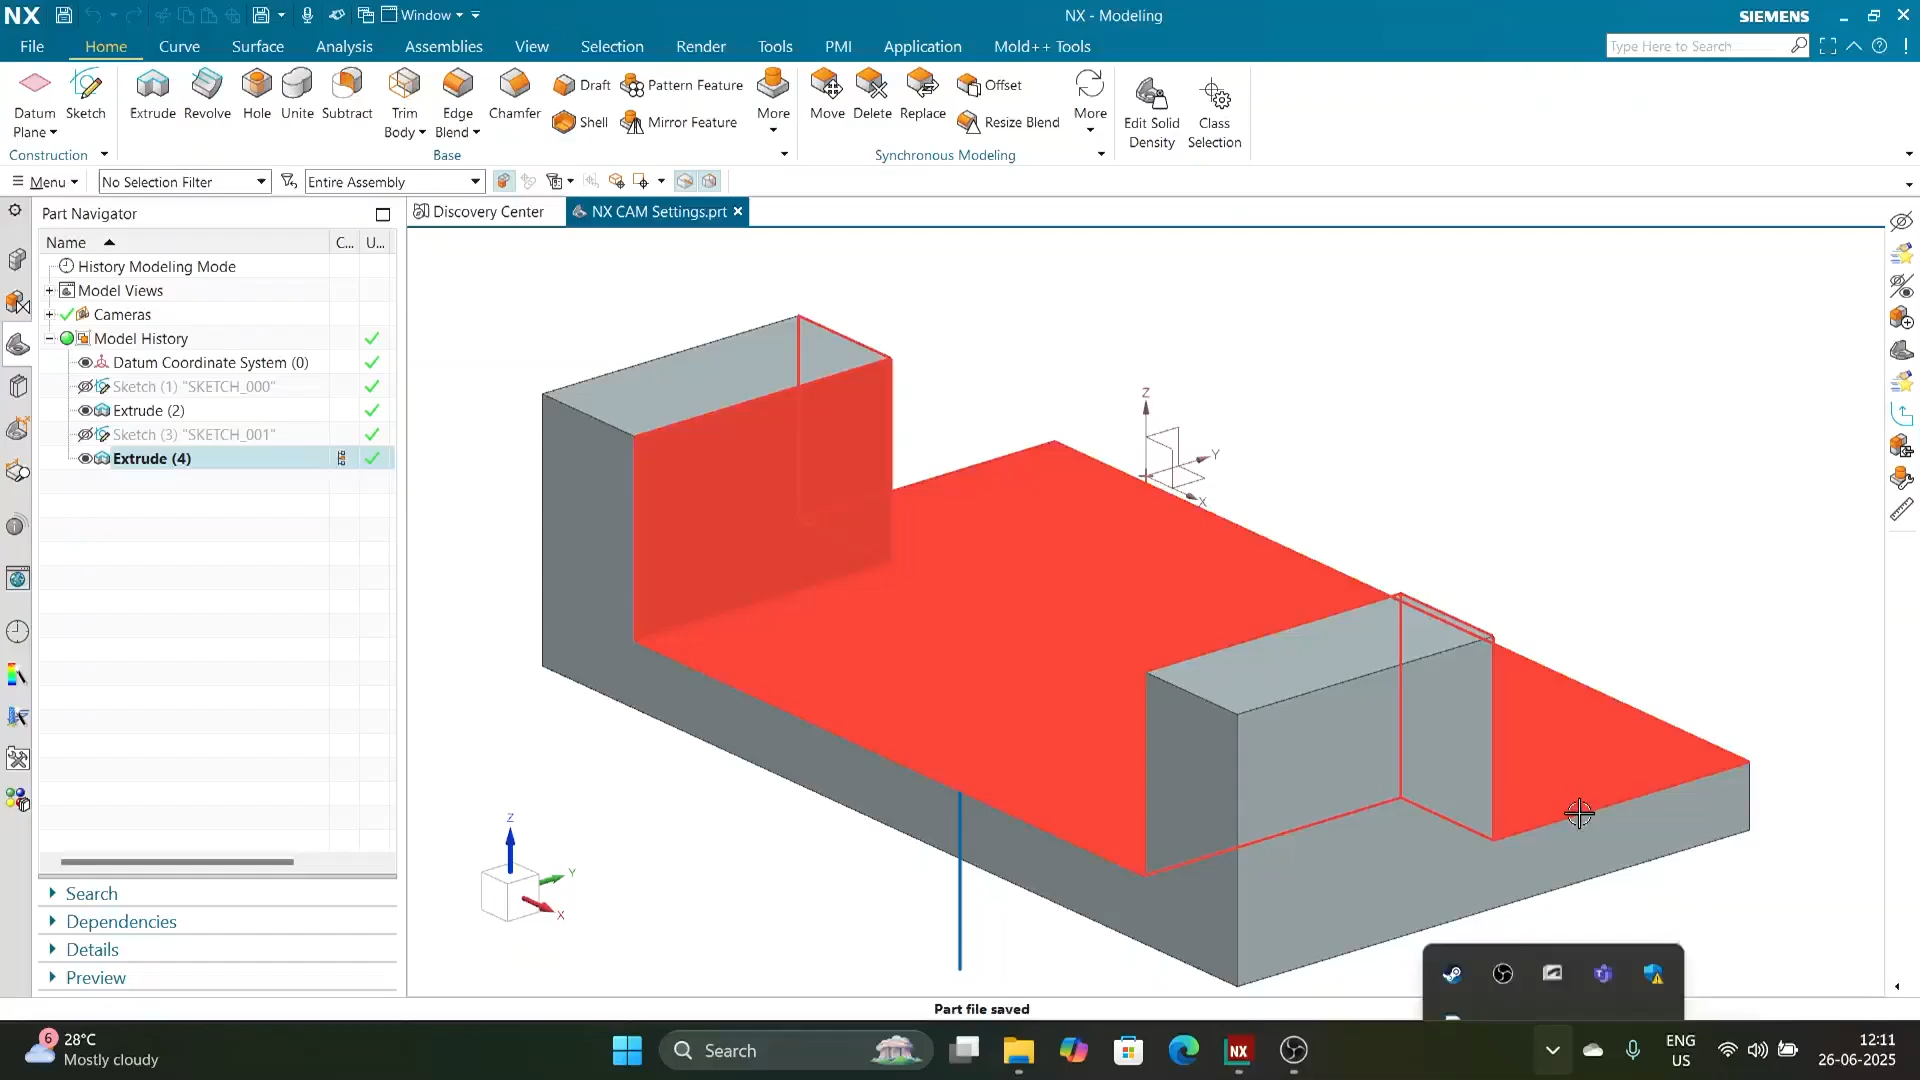 NX
Window
NX - Modeling
SIEMENS
File
Home
Curve
Surface
Analysis
Assemblies
View
Selection
Render
Tools
PMI
Application
Mold++ Tools
Type Here to Search
Datum Plane
Sketch
Extrude
Revolve
Hole
Unite
Subtract
Trim Body
Edge Blend
Chamfer
Draft
Shell
Pattern Feature
Mirror Feature
More
Move
Delete
Replace
Offset
Resize Blend
More
Edit Solid Density
Class Selection
Construction
Base
Synchronous Modeling
Menu
No Selection Filter
Entire Assembly
Part Navigator
Discovery Center
NX CAM Settings.prt
Name
C...
U...
History Modeling Mode
Model Views
Cameras
Model History
Datum Coordinate System (0)
Sketch (1) "SKETCH_000"
Extrude (2)
Sketch (3) "SKETCH_001"
Extrude (4)
Z
Y
X
Z
Y
X
Search
Dependencies
Details
Preview
Part file saved
6
28°C
Mostly cloudy
Search
NX
ENG
US
12:11
26-06-2025